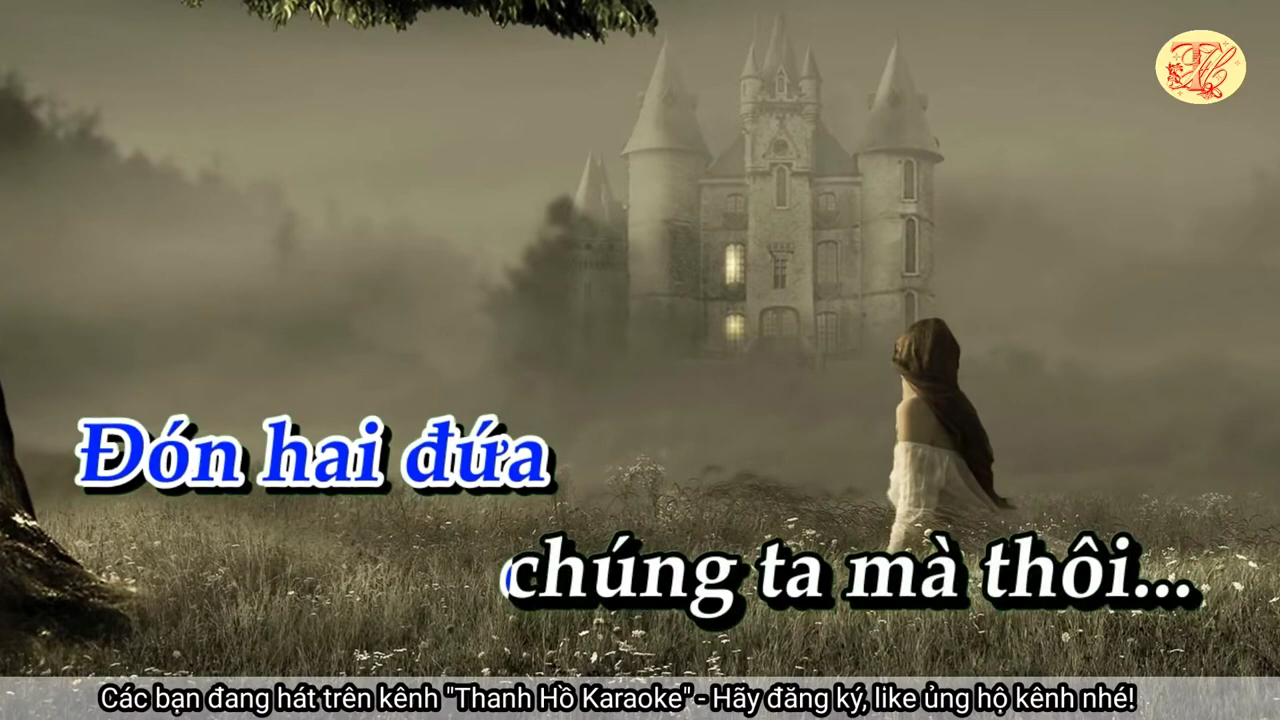 Đón hai đứa
chúng ta mà thôi...
Các bạn đang hát trên kênh "Thanh Hồ Karaoke" - Hãy đăng ký, like ủng hộ kênh nhé!